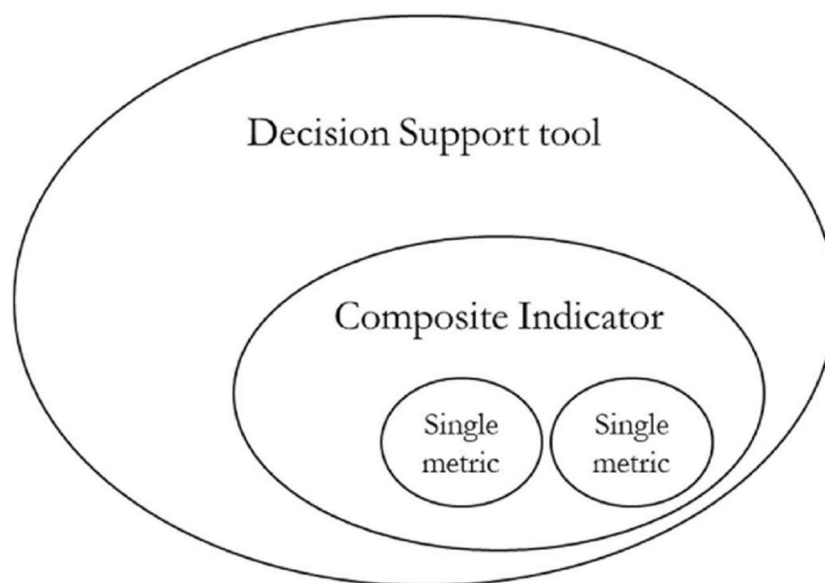 Decision Support tool
Composite Indicator
Single
metric
Single
metric